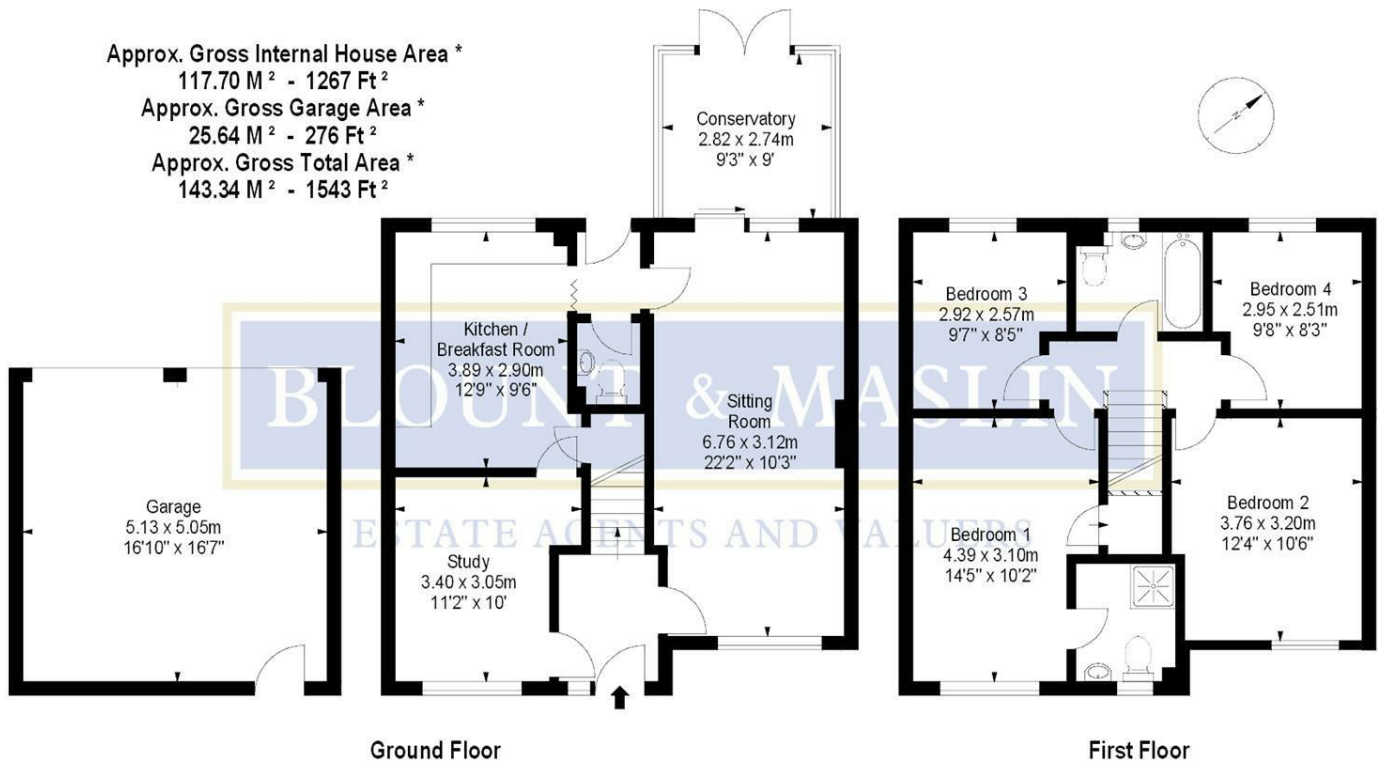 Approx. Gross Internal House Area *
117.70 M² - 1267 Ft²
Approx. Gross Garage Area *
25.64 M² - 276 Ft²
Approx. Gross Total Area *
143.34 M² - 1543 Ft²
Conservatory
2.82 x 2.74m
9'3" x 9'
N
Kitchen /
Breakfast Room
3.89 x 2.90m
12'9" x 9'6"
Sitting
Room
6.76 x 3.12m
22'2" x 10'3"
Garage
5.13 x 5.05m
16'10" x 16'7"
Study
3.40 x 3.05m
11'2" x 10'
Bedroom 3
2.92 x 2.57m
9'7" x 8'5"
Bedroom 4
2.95 x 2.51m
9'8" x 8'3"
Bedroom 1
4.39 x 3.10m
14'5" x 10'2"
Bedroom 2
3.76 x 3.20m
12'4" x 10'6"
BLOUNT & MASLIN
ESTATE AGENTS AND VALUERS
Ground Floor
First Floor